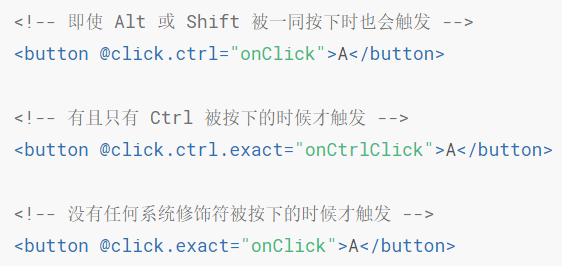 <!-- 即使 Alt 或 Shift 被一同按下时也会触发 -->
<button @click.ctrl="onClick">A</button>
<!-- 有且只有 Ctrl 被按下的时候才触发 -->
<button @click.ctrl.exact="onCtrlClick">A</button>
<!-- 没有任何系统修饰符被按下的时候才触发 -->
<button @click.exact="onClick">A</button>